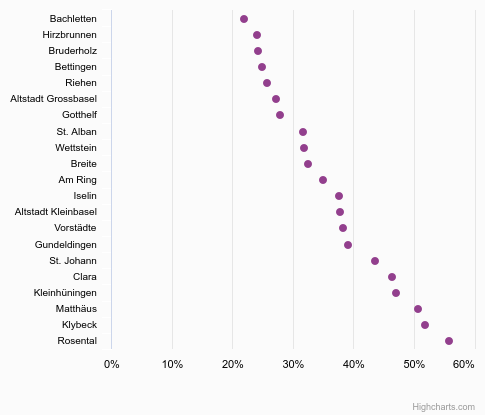 Bachletten
Hirzbrunnen
Bruderholz
Bettingen
Riehen
Altstadt Grossbasel
Gotthelf
St. Alban
Wettstein
Breite
Am Ring
Iselin
Altstadt Kleinbasel
Vorstädte
Gundeldingen
St. Johann
Clara
Kleinhüningen
Matthäus
Klybeck
Rosental
0% 10% 20% 30% 40% 50% 60%
Highcharts.com